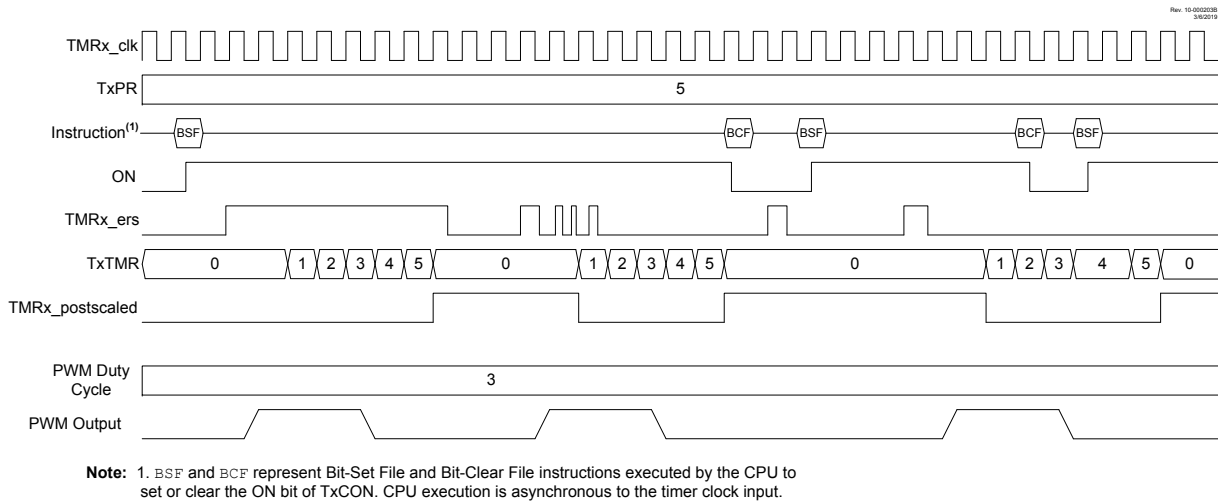 Rev. 10-000203B
3/6/2019
TMRx_clk
TxPR 5
Instruction(1) BSF BCF BSF BCF BSF
ON
TMRx_ers
TxTMR 0 1 2 3 4 5 0 1 2 3 4 5 0 1 2 3 4 5 0
TMRx_postscaled
PWM Duty
Cycle
3
PWM Output
Note: 1. BSF and BCF represent Bit-Set File and Bit-Clear File instructions executed by the CPU to
set or clear the ON bit of TxCON. CPU execution is asynchronous to the timer clock input.